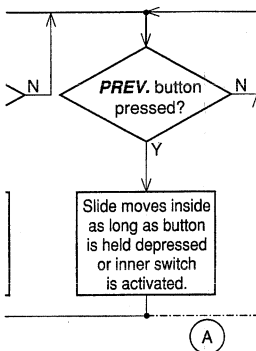 N
PREV. button
pressed?
N
Y
Slide moves inside
as long as button
is held depressed
or inner switch
is activated.
A